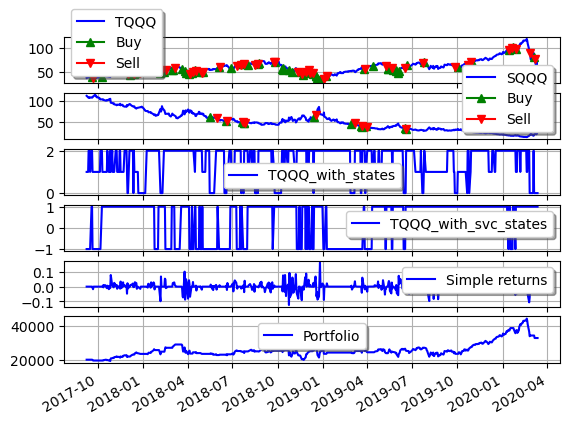 TQQQ
Buy
Sell
100
50
SQQQ
Buy
Sell
100
50
2
TQQQ_with_states
0
1
TQQQ_with_svc_states
0
−1
0.1
Simple returns
0.0
−0.1
40000
Portfolio
20000
2017-10 2018-01 2018-04 2018-07 2018-10 2019-01 2019-04 2019-07 2019-10 2020-01 2020-04